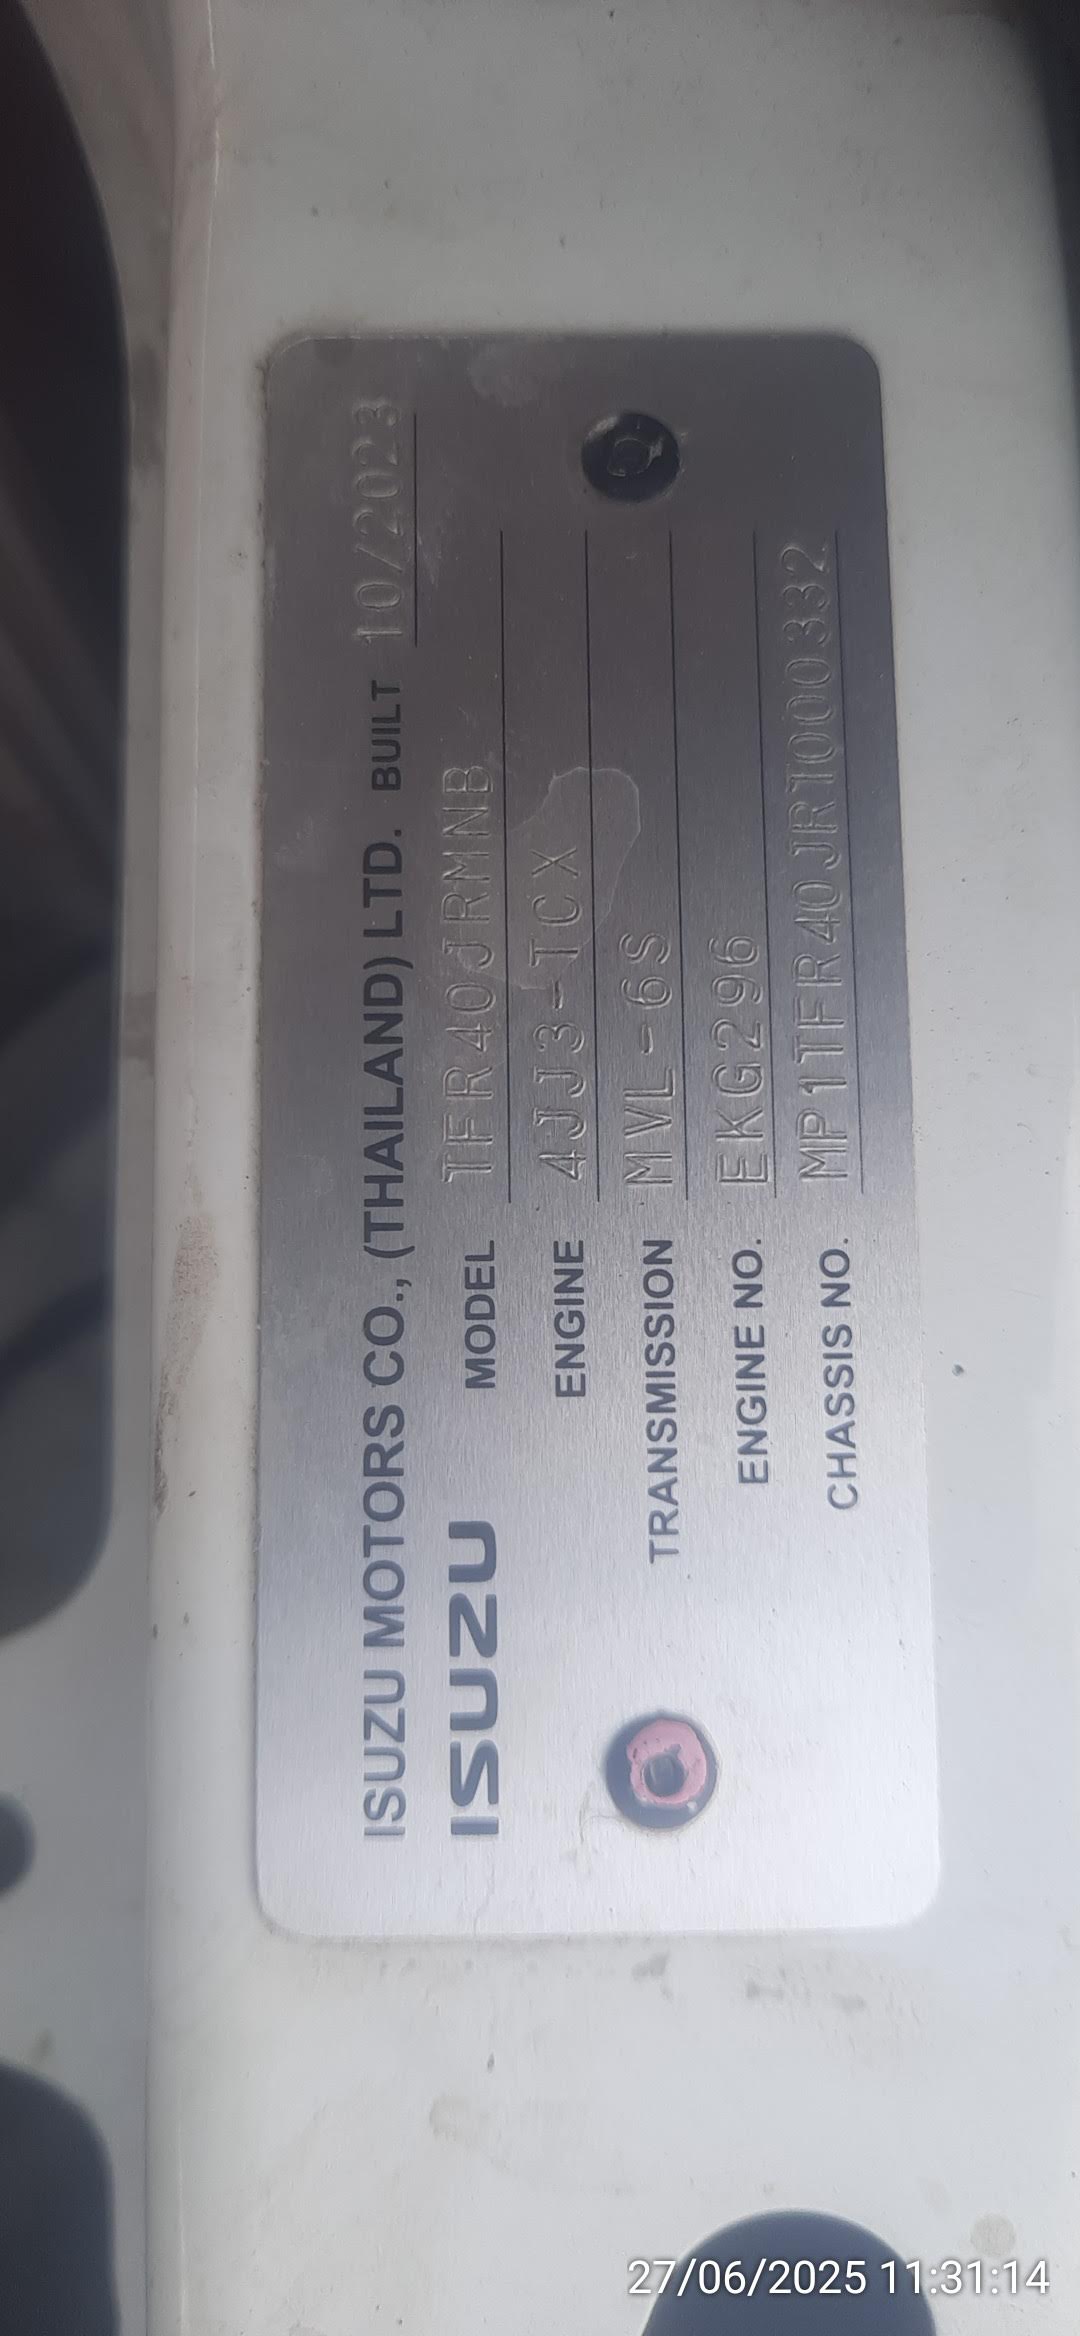 ISUZU MOTORS CO., (THAILAND) LTD. BUILT 10/2023
ISUZU
MODEL TFR40JRMNB
ENGINE 4JJ3-TCX
TRANSMISSION MVL-6S
ENGINE NO. EKG296
CHASSIS NO. MP1TFR40JRT000332
27/06/2025 11:31:14